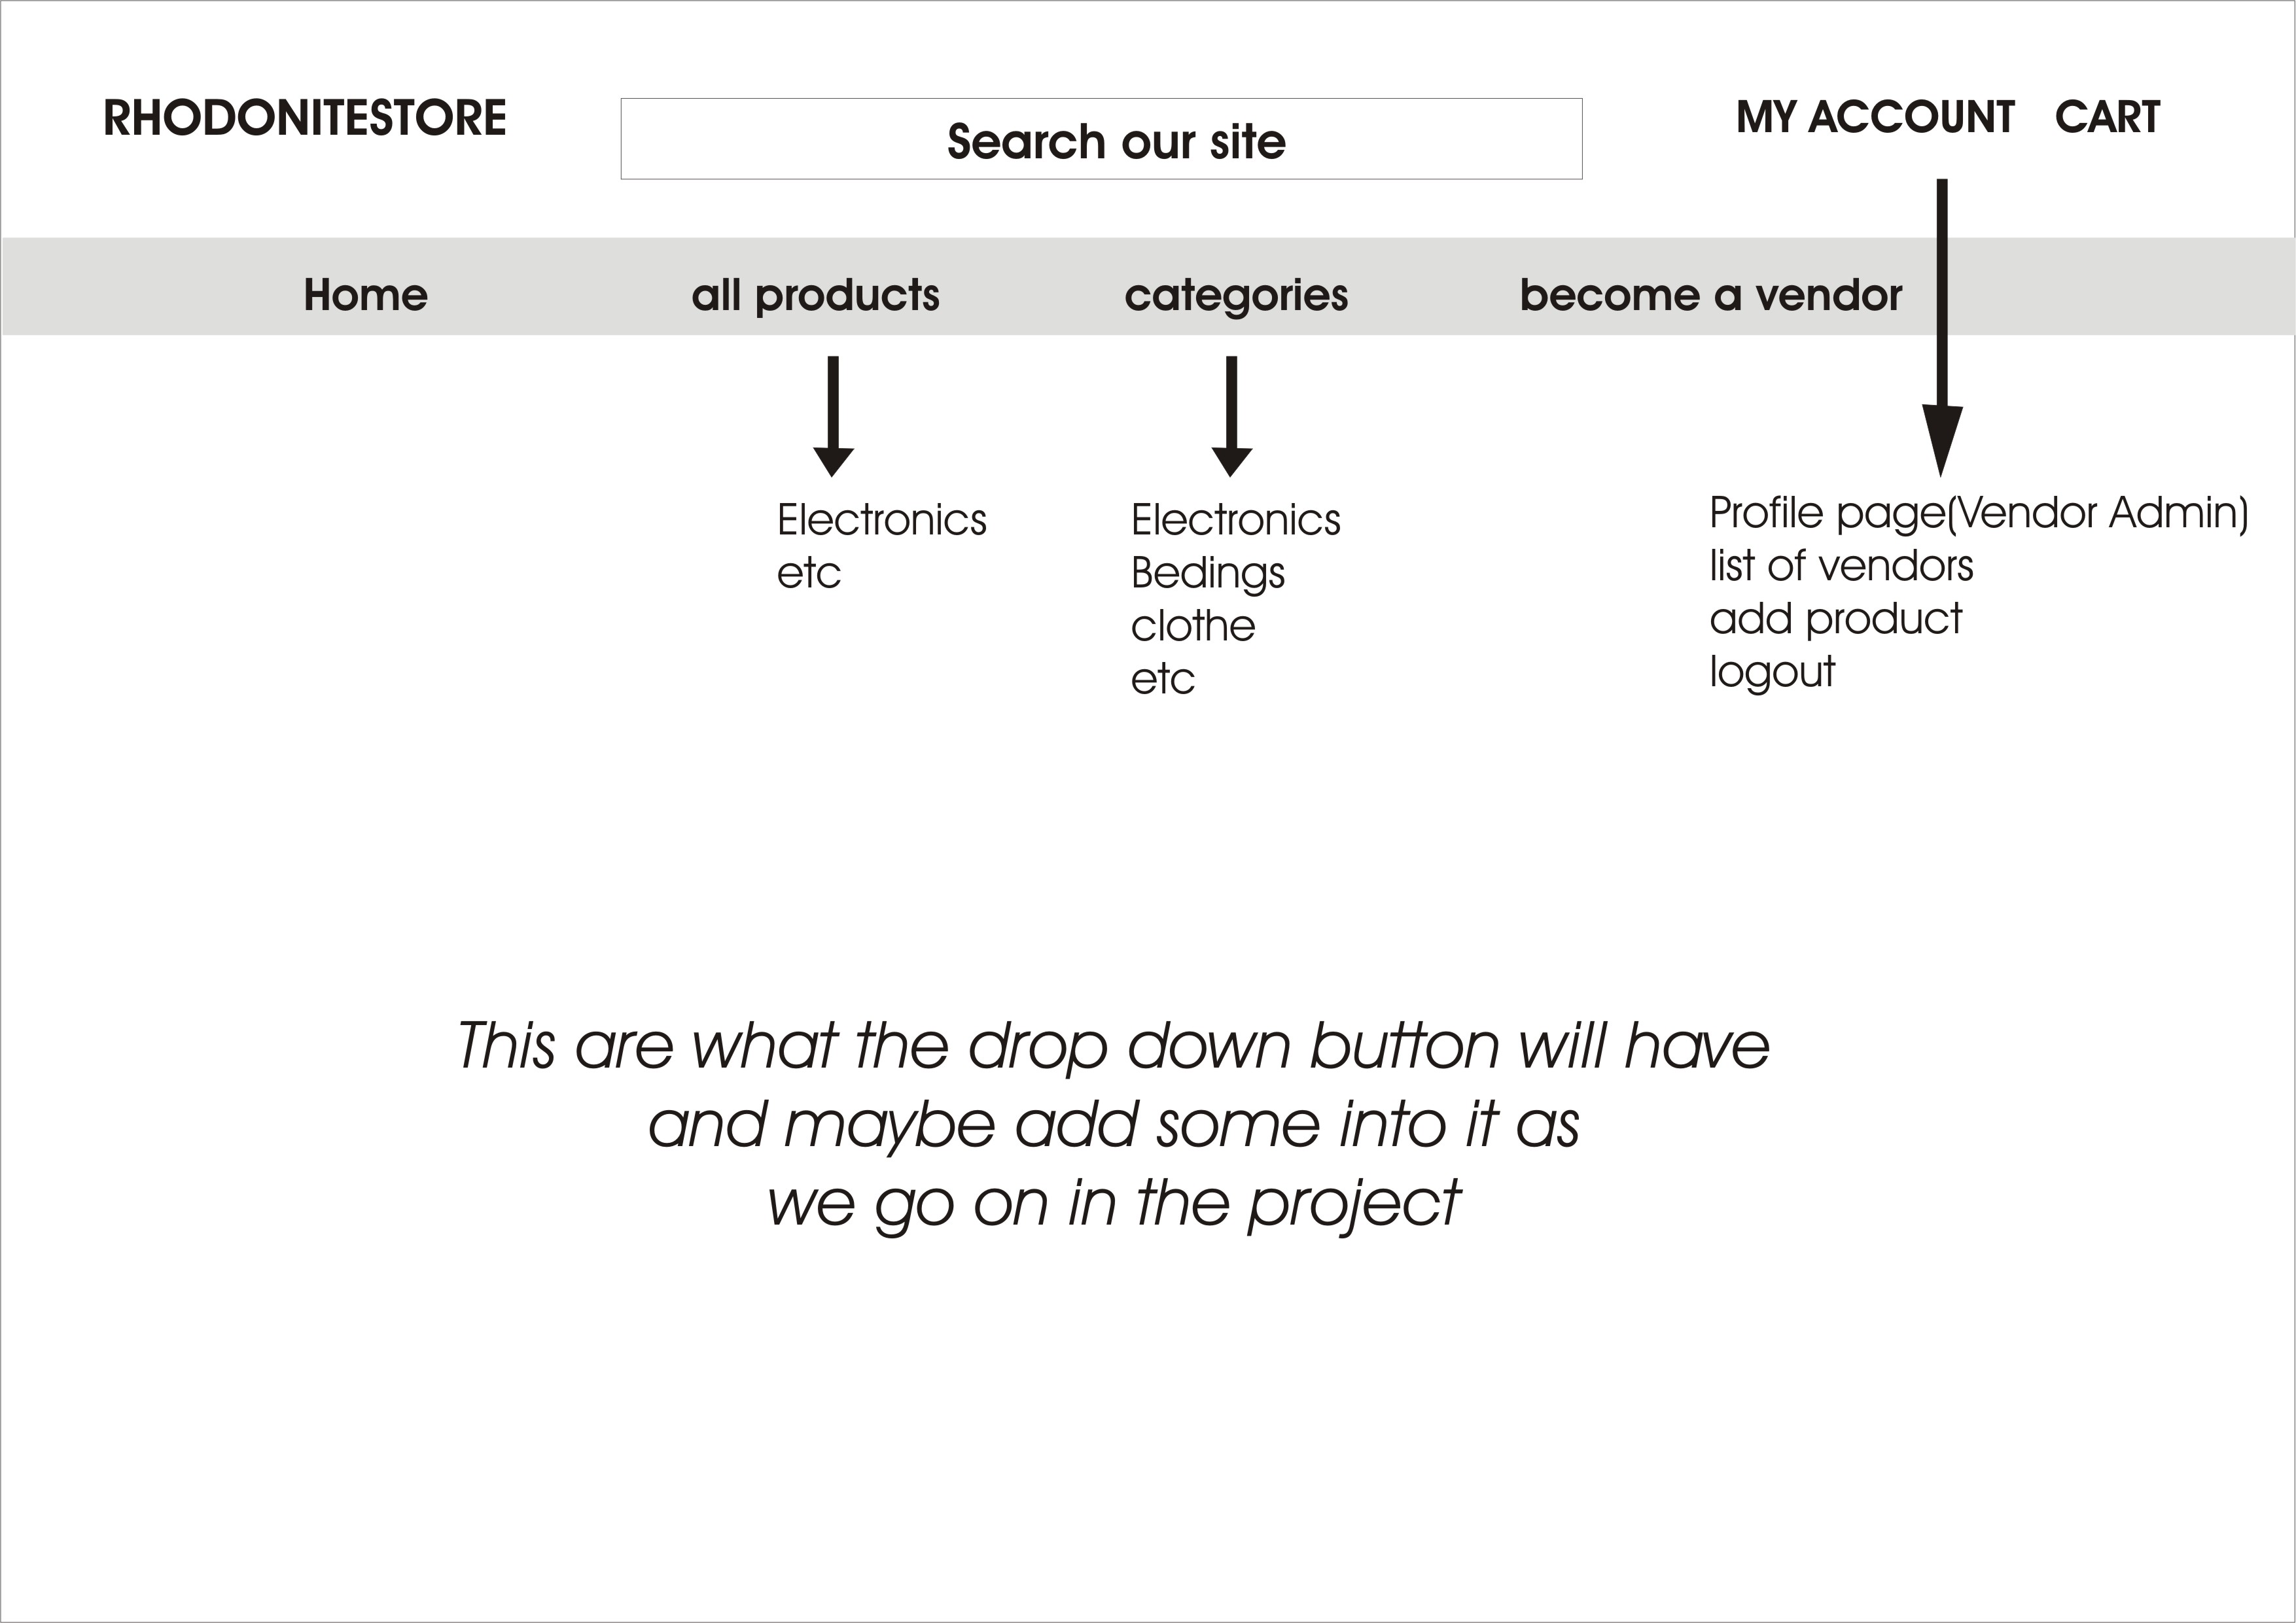 RHODONITESTORE
Search our site
MY ACCOUNT CART
Home all products categories become a vendor
Electronics
etc
Electronics
Bedings
clothe
etc
Profile page(Vendor Admin)
list of vendors
add product
logout
This are what the drop down button will have
and maybe add some into it as
we go on in the project